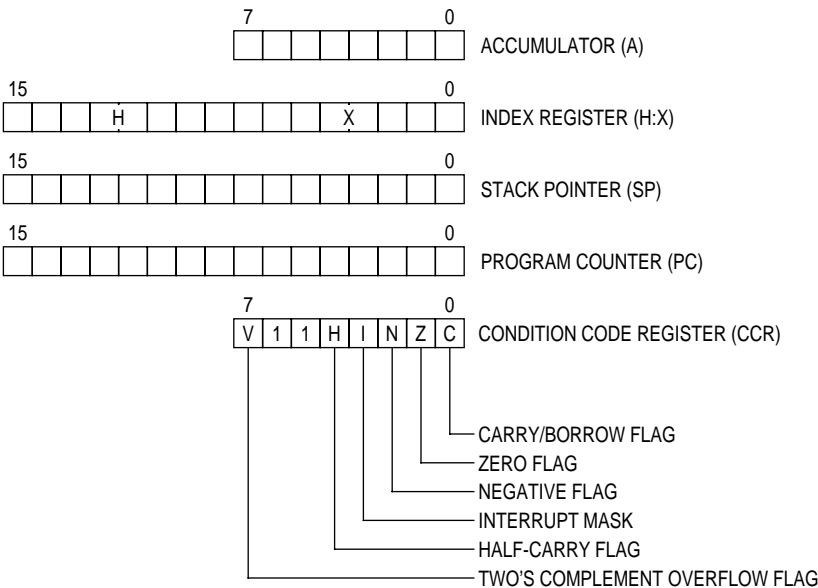 7 0
ACCUMULATOR (A)
15 0
H X INDEX REGISTER (H:X)
15 0
STACK POINTER (SP)
15 0
PROGRAM COUNTER (PC)
7 0
V 1 1 H I N Z C CONDITION CODE REGISTER (CCR)
CARRY/BORROW FLAG
ZERO FLAG
NEGATIVE FLAG
INTERRUPT MASK
HALF-CARRY FLAG
TWO'S COMPLEMENT OVERFLOW FLAG